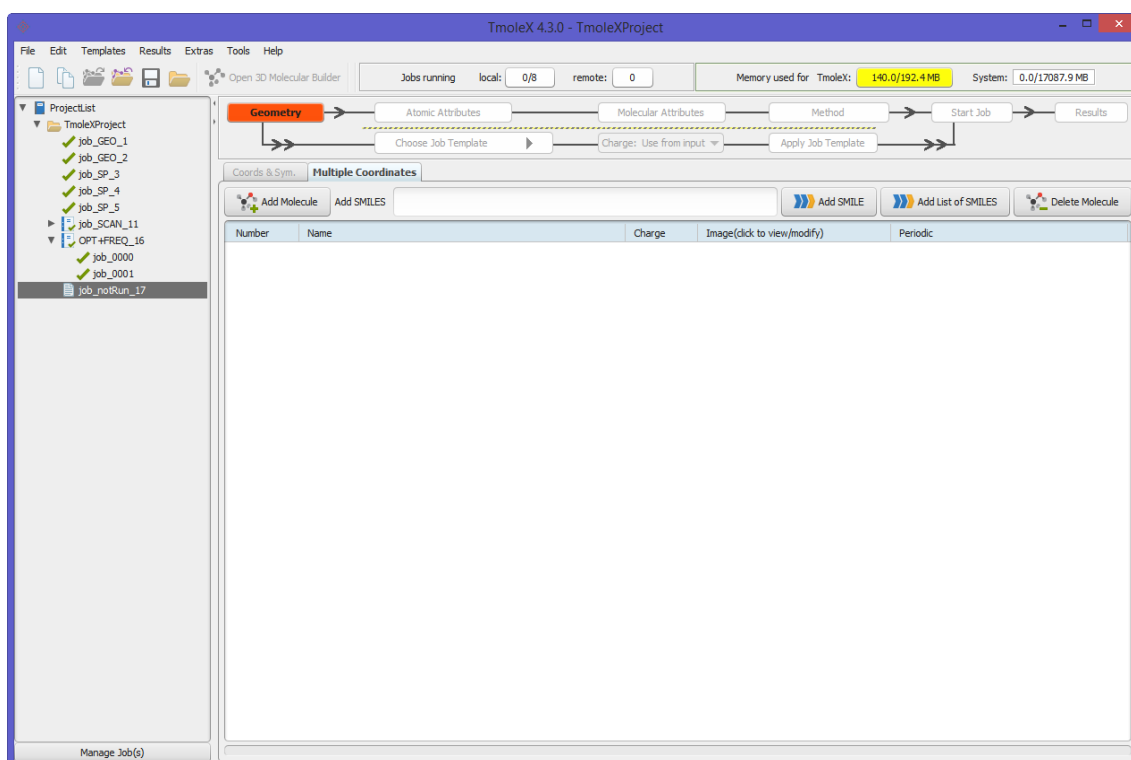 TmoleX 4.3.0 - TmoleXProject
File Edit Templates Results Extras Tools Help
Open 3D Molecular Builder Jobs running local: 0/8 remote: 0 Memory used for TmoleX: 140.0/192.4 MB System: 0.0/17087.9 MB
ProjectList
TmoleXProject
job_GEO_1
job_GEO_2
job_SP_3
job_SP_4
job_SP_5
job_SCAN_11
OPT+FREQ_16
job_0000
job_0001
job_notRun_17
Manage Job(s)
Geometry Atomic Attributes Molecular Attributes Method Start Job Results
Choose Job Template Charge: Use from input Apply Job Template
Coords & Sym. Multiple Coordinates
Add Molecule Add SMILES Add SMILE Add List of SMILES Delete Molecule
Number Name Charge Image(click to view/modify) Periodic